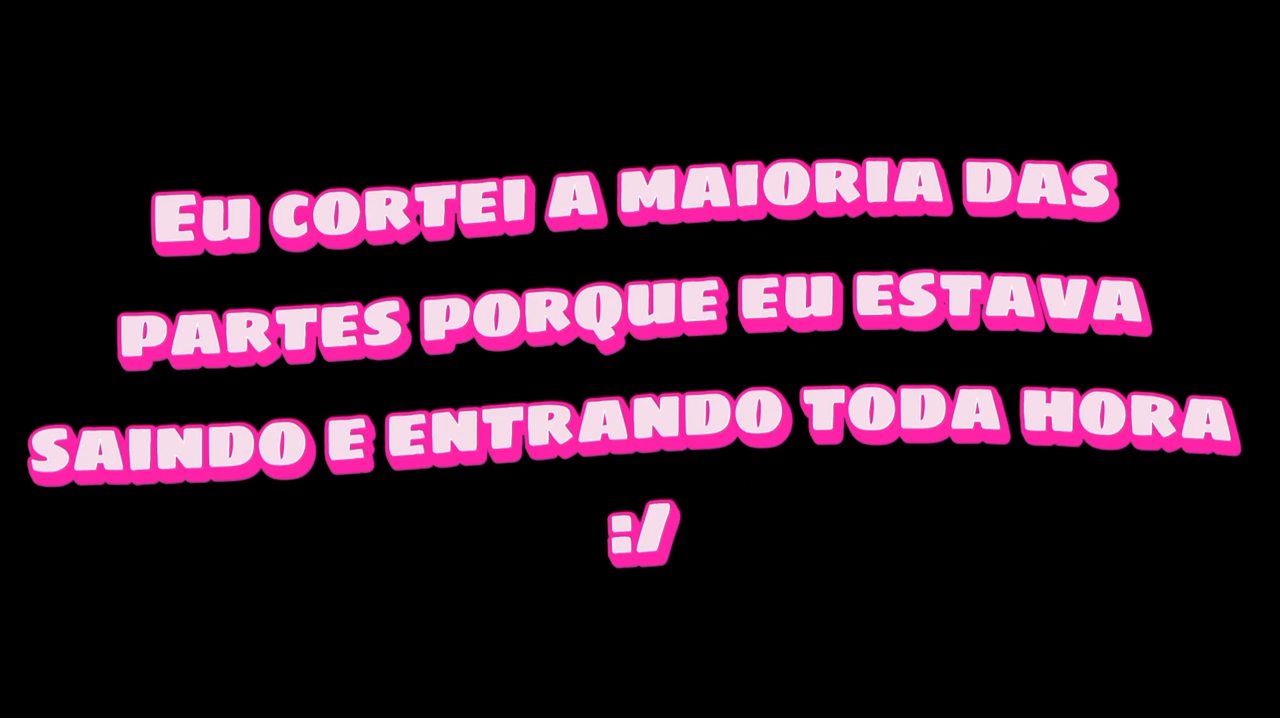 Eu cortei a maioria das
partes porque eu estava
saindo e entrando toda hora
:/